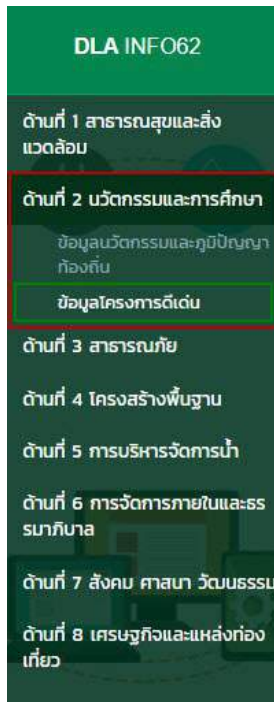 DLA INFO62
ด้านที่ 1 สาธารณสุขและสิ่ง
แวดล้อม
ด้านที่ 2 นวัตกรรมและการศึกษา
ข้อมูลนวัตกรรมและภูมิปัญญา
ท้องถิ่น
ข้อมูลโครงการดีเด่น
ด้านที่ 3 สาธารณภัย
ด้านที่ 4 โครงสร้างพื้นฐาน
ด้านที่ 5 การบริหารจัดการน้ำ
ด้านที่ 6 การจัดการภายในและธร
รมาภิบาล
ด้านที่ 7 สังคม ศาสนา วัฒนธรรม
ด้านที่ 8 เศรษฐกิจและแหล่งท่อง
เที่ยว